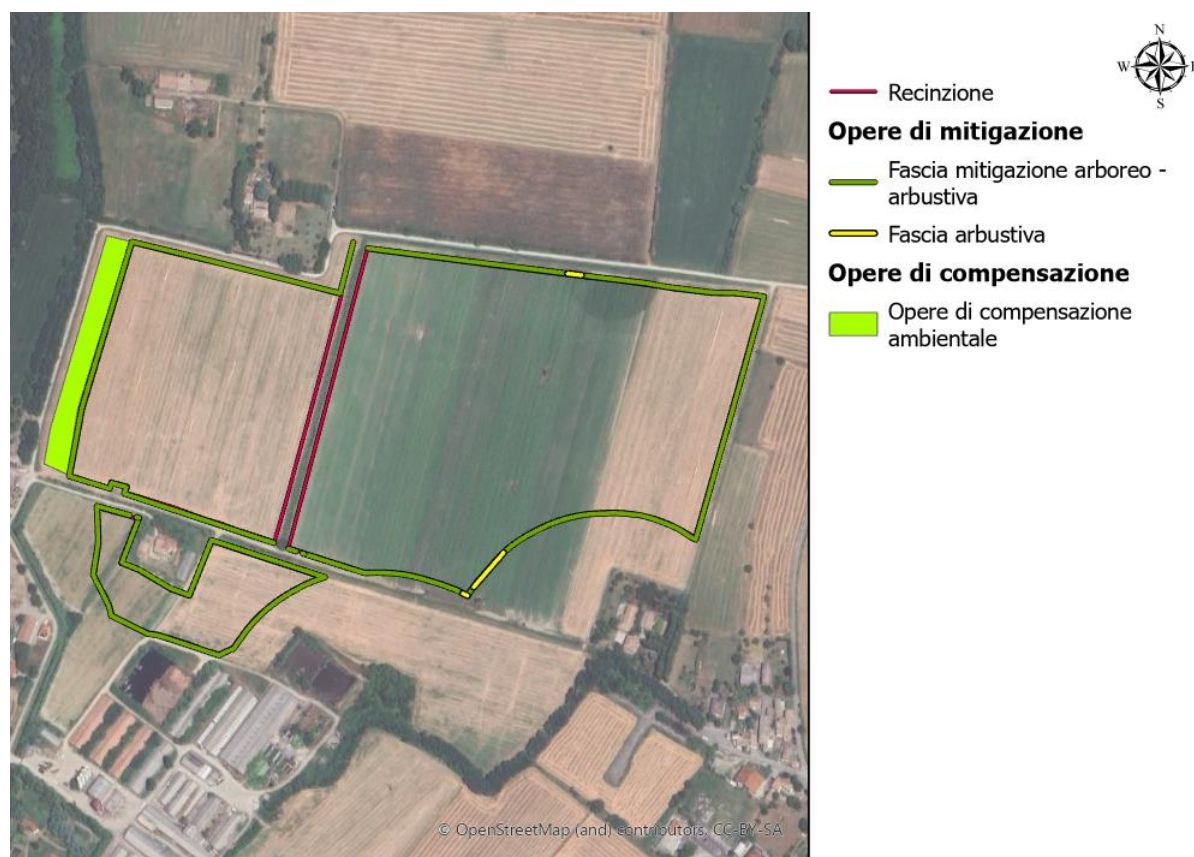 N
W E
S
Recinzione
Opere di mitigazione
Fascia mitigazione arboreo -
arbustiva
Fascia arbustiva
Opere di compensazione
Opere di compensazione
ambientale
© OpenStreetMap (and) contributors, CC-BY-SA